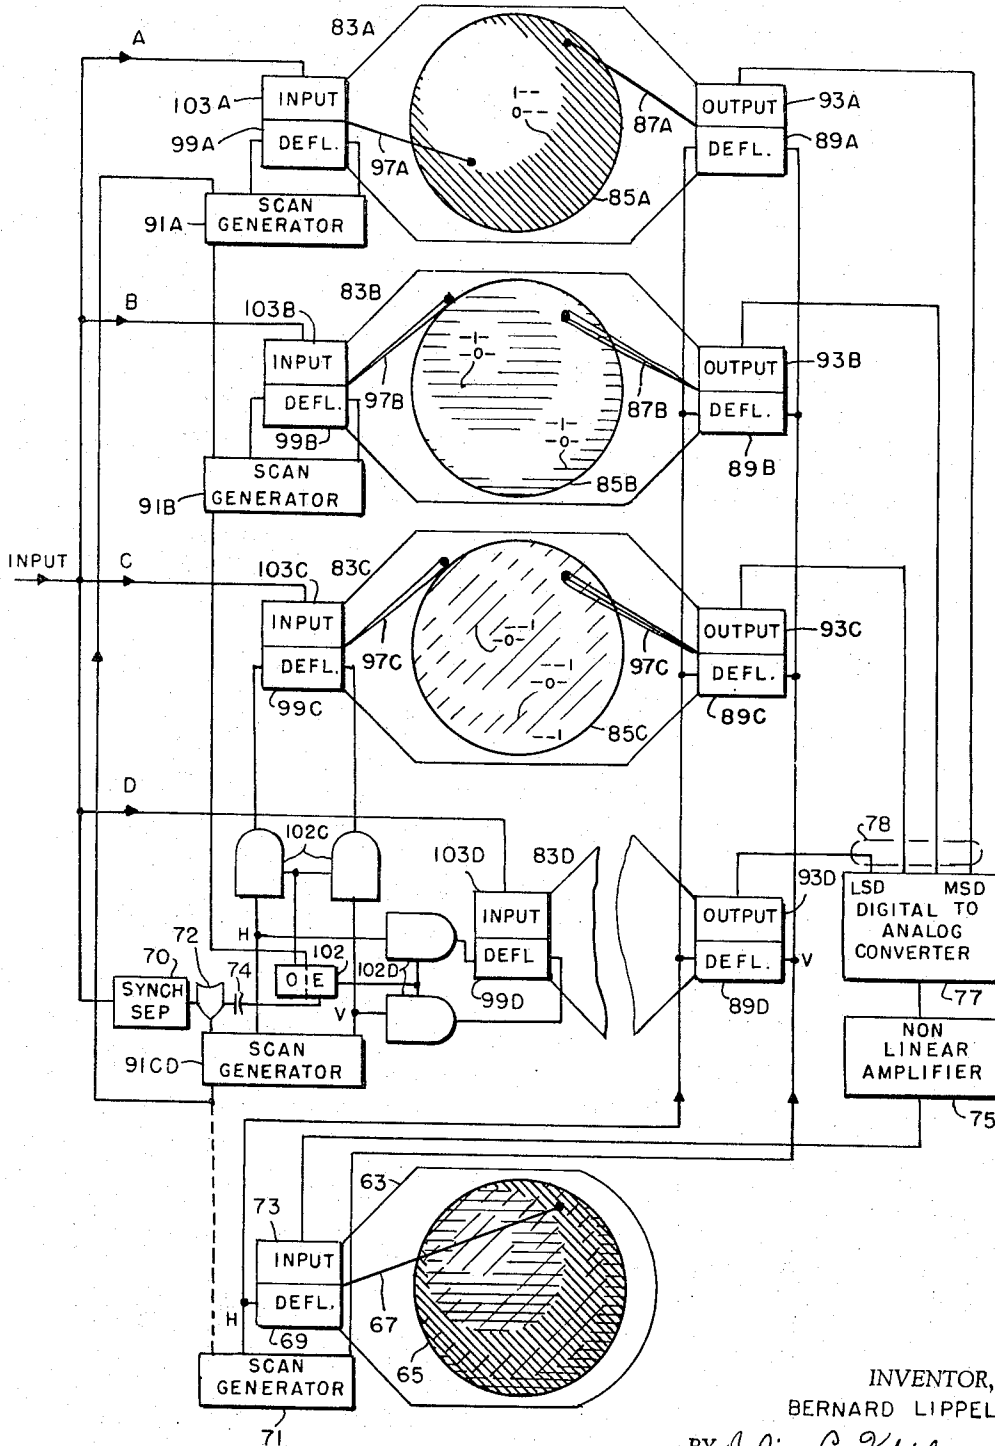 A
83A
103A
INPUT
DEFL.
99A
97A
1--
0--
87A
85A
OUTPUT
DEFL.
93A
89A
SCAN
GENERATOR
91A
B
83B
103B
INPUT
DEFL.
99B
97B
-1-
-0-
-1-
-0-
87B
85B
OUTPUT
DEFL.
93B
89B
SCAN
GENERATOR
91B
INPUT
C
83C
103C
INPUT
DEFL.
99C
97C
--1
-0-
--1
-0-
--1
97C
85C
OUTPUT
DEFL.
93C
89C
D
102C
103D
83D
INPUT
DEFL
99D
OUTPUT
DEFL.
93D
89D
V
78
LSD MSD
DIGITAL TO
ANALOG
CONVERTER
77
NON
LINEAR
AMPLIFIER
75
H
72
70
74
SYNCH
SEP
O E
102
102D
V
SCAN
GENERATOR
91CD
63
73
INPUT
DEFL.
H
69
67
65
SCAN
GENERATOR
71
INVENTOR,
BERNARD LIPPEL
BY